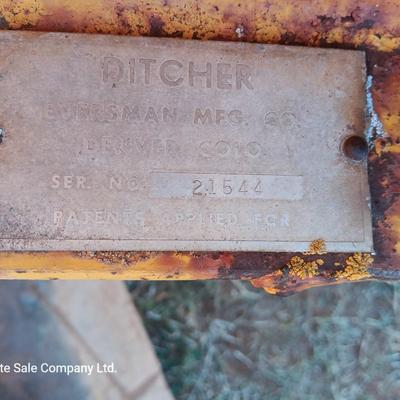 DITCHER
EVERSMAN MFG. CO.
DENVER, COLO.
SER. NO. 21544
PATENTS APPLIED FOR
te Sale Company Ltd.